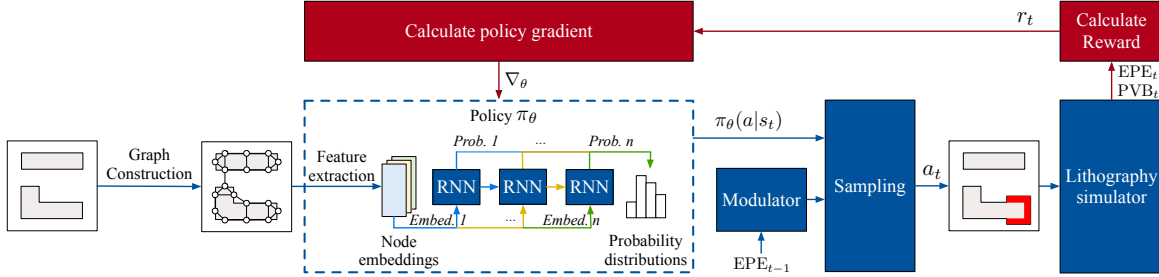 Calculate policy gradient
r_t
Calculate
Reward
∇_θ
EPE_t
PVB_t
Policy π_θ
π_θ(a|s_t)
Graph
Construction
Feature
extraction
Prob. 1
...
Prob. n
RNN
RNN
RNN
Embed. 1
...
Embed. n
Node
embeddings
Probability
distributions
Modulator
EPE_{t−1}
Sampling
a_t
Lithography
simulator